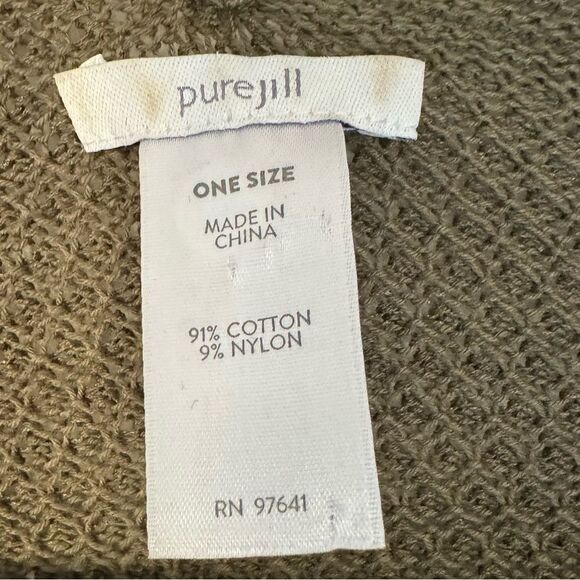 purejill
ONE SIZE
MADE IN
CHINA
91% COTTON
9% NYLON
RN 97641